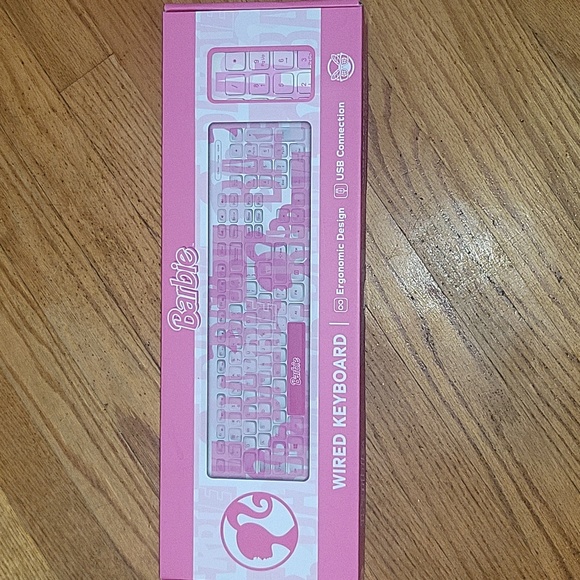 Barbie
Barbie
WIRED KEYBOARD
Ergonomic Design
USB Connection